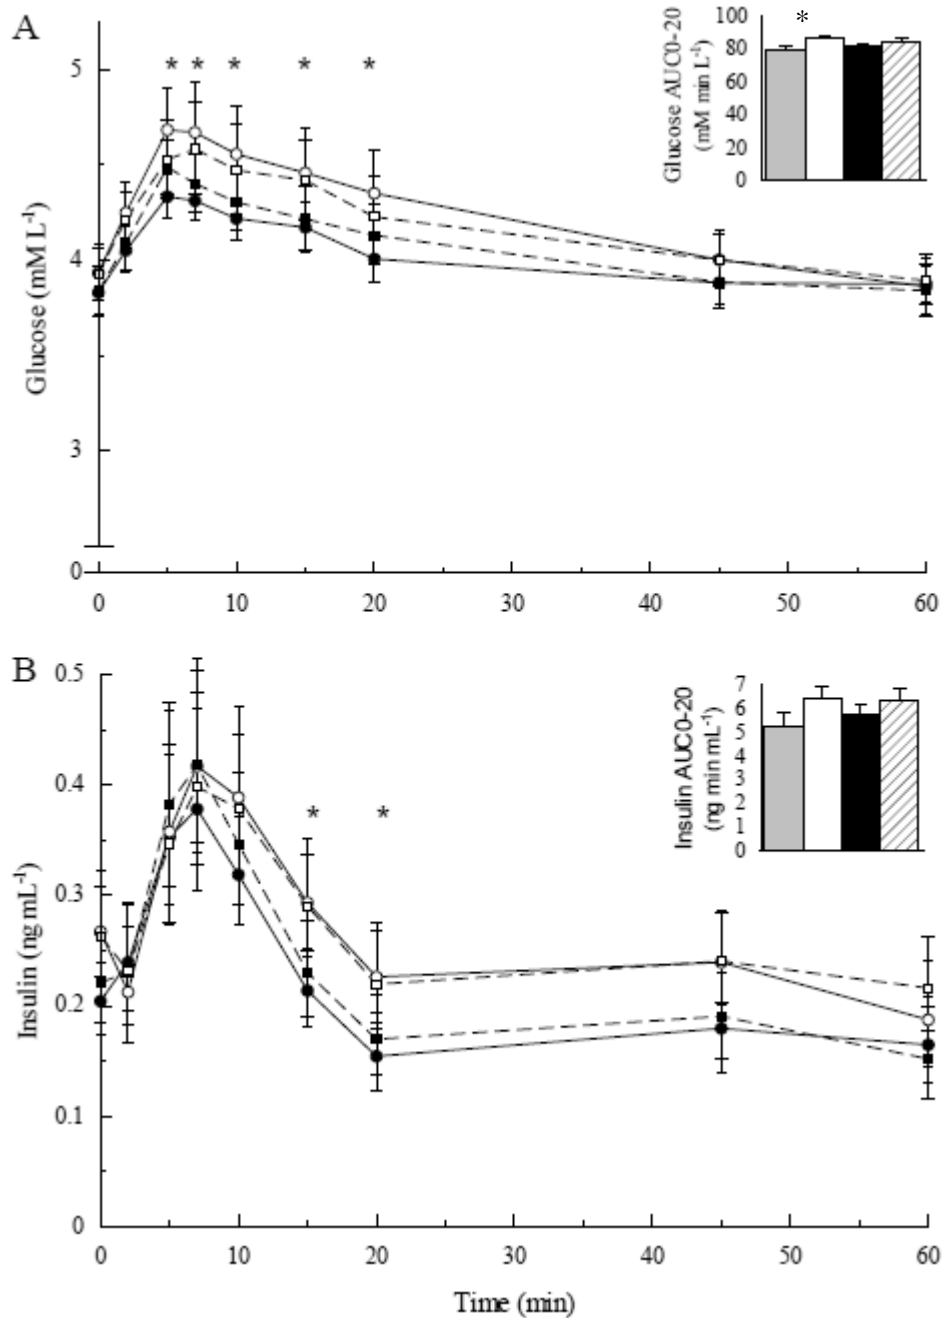 A
* * * * *
5
4
3
0
Glucose (mM L-1)
0 10 20 30 40 50 60
*
100
80
60
40
20
0
Glucose AUC0-20
(mM min L-1)
B
0.5
0.4
0.3
0.2
0.1
0
Insulin (ng mL-1)
* *
0 10 20 30 40 50 60
Time (min)
7
6
5
4
3
2
1
0
Insulin AUC0-20
(ng min mL-1)